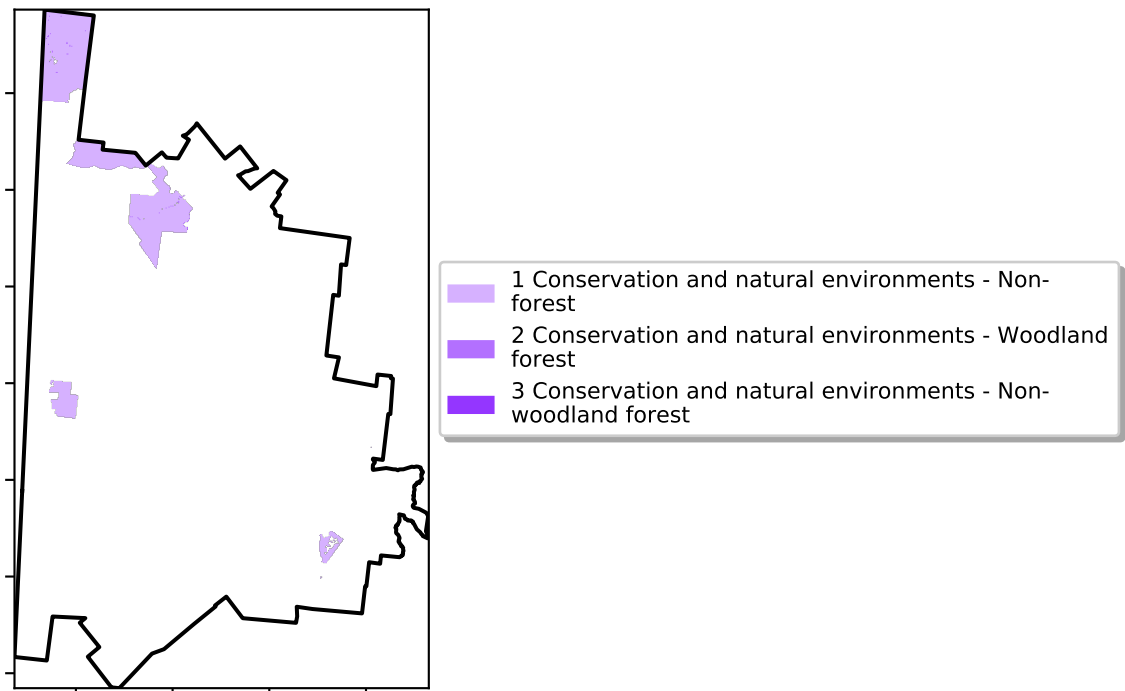 1 Conservation and natural environments - Non-
forest
2 Conservation and natural environments - Woodland
forest
3 Conservation and natural environments - Non-
woodland forest